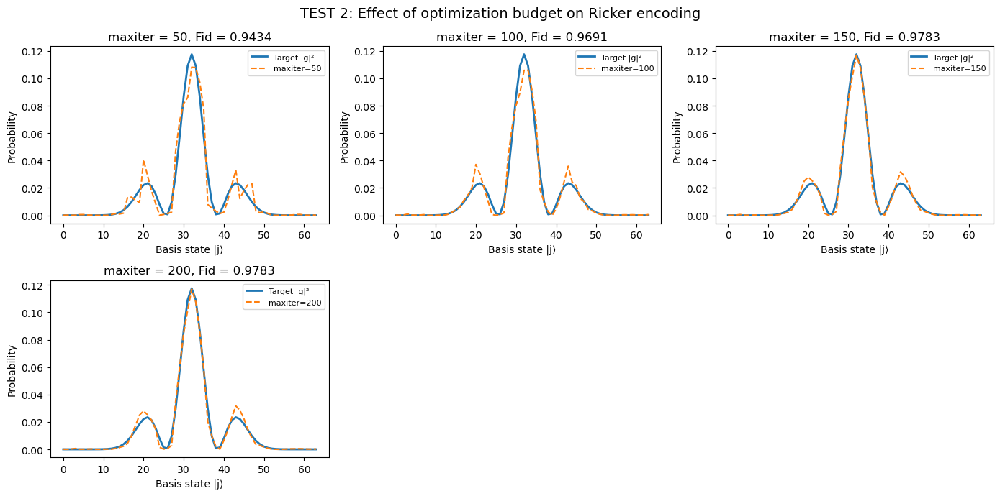 TEST 2: Effect of optimization budget on Ricker encoding
maxiter = 50, Fid = 0.9434
Probability
0.12
0.10
0.08
0.06
0.04
0.02
0.00
Target |g|²
maxiter=50
0 10 20 30 40 50 60
Basis state |j⟩
maxiter = 100, Fid = 0.9691
Probability
0.12
0.10
0.08
0.06
0.04
0.02
0.00
Target |g|²
maxiter=100
0 10 20 30 40 50 60
Basis state |j⟩
maxiter = 150, Fid = 0.9783
Probability
0.12
0.10
0.08
0.06
0.04
0.02
0.00
Target |g|²
maxiter=150
0 10 20 30 40 50 60
Basis state |j⟩
maxiter = 200, Fid = 0.9783
Probability
0.12
0.10
0.08
0.06
0.04
0.02
0.00
Target |g|²
maxiter=200
0 10 20 30 40 50 60
Basis state |j⟩